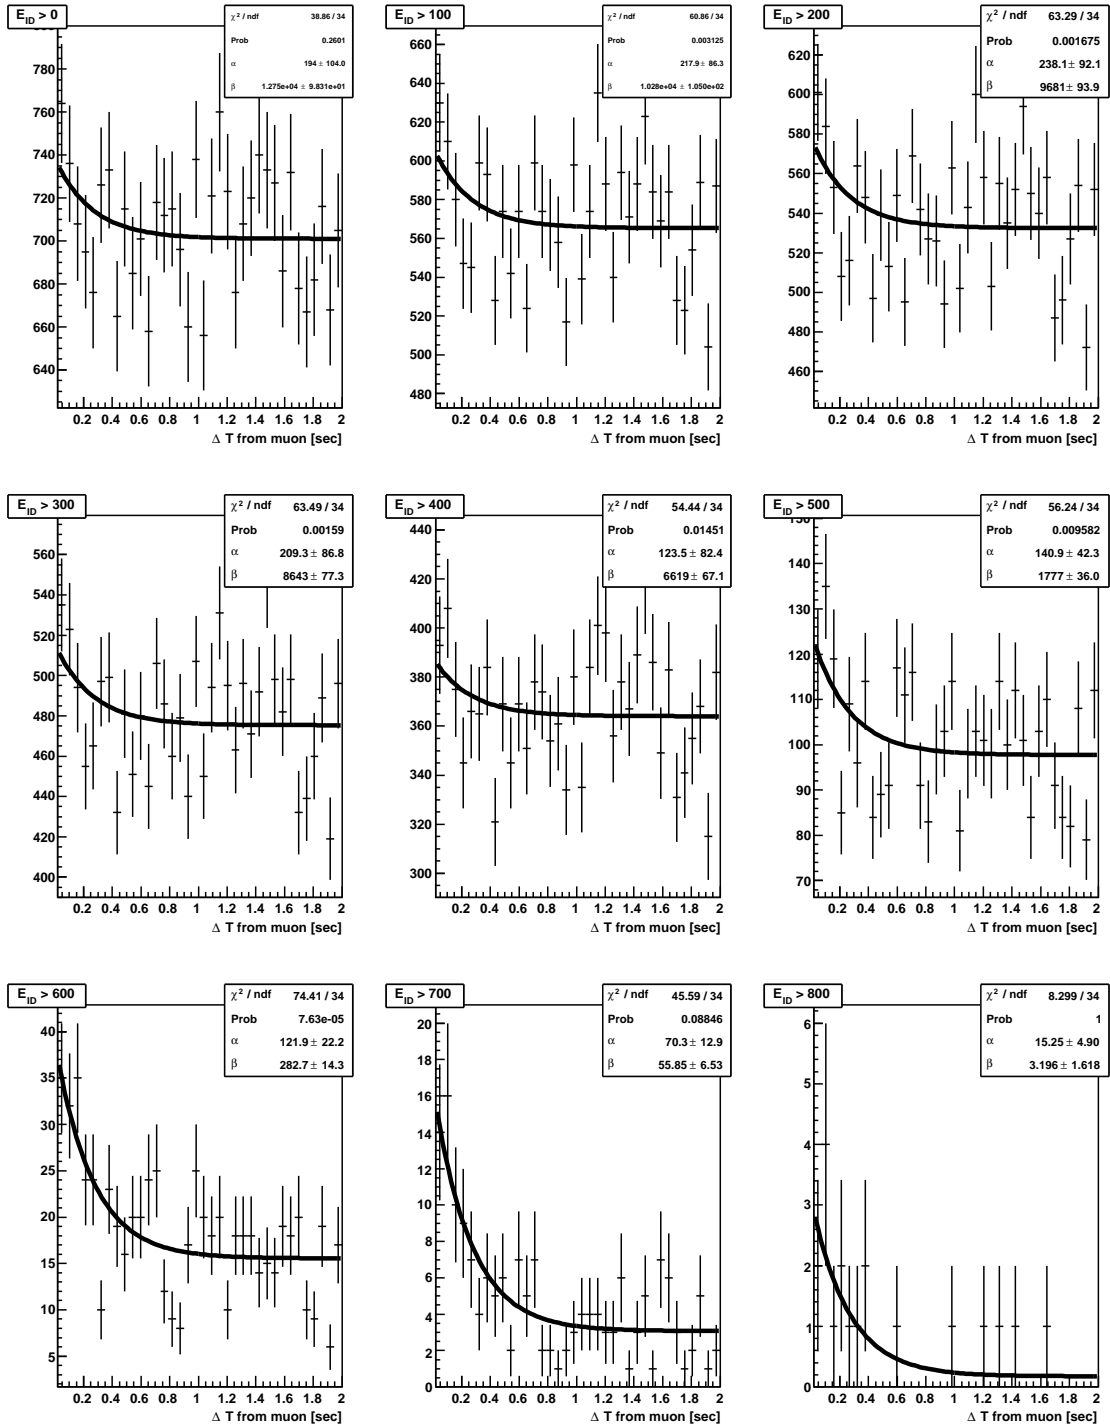 E_ID > 0
χ² / ndf 38.86 / 34
Prob 0.2601
α 194 ± 104.0
β 1.275e+04 ± 9.831e+01
780
760
740
720
700
680
660
640
0.2 0.4 0.6 0.8 1 1.2 1.4 1.6 1.8 2
Δ T from muon [sec]
E_ID > 100
χ² / ndf 60.86 / 34
Prob 0.003125
α 217.9 ± 86.3
β 1.028e+04 ± 1.050e+02
660
640
620
600
580
560
540
520
500
480
0.2 0.4 0.6 0.8 1 1.2 1.4 1.6 1.8 2
Δ T from muon [sec]
E_ID > 200
χ² / ndf 63.29 / 34
Prob 0.001675
α 238.1 ± 92.1
β 9681 ± 93.9
620
600
580
560
540
520
500
480
460
0.2 0.4 0.6 0.8 1 1.2 1.4 1.6 1.8 2
Δ T from muon [sec]
E_ID > 300
χ² / ndf 63.49 / 34
Prob 0.00159
α 209.3 ± 86.8
β 8643 ± 77.3
560
540
520
500
480
460
440
420
400
0.2 0.4 0.6 0.8 1 1.2 1.4 1.6 1.8 2
Δ T from muon [sec]
E_ID > 400
χ² / ndf 54.44 / 34
Prob 0.01451
α 123.5 ± 82.4
β 6619 ± 67.1
440
420
400
380
360
340
320
300
0.2 0.4 0.6 0.8 1 1.2 1.4 1.6 1.8 2
Δ T from muon [sec]
E_ID > 500
χ² / ndf 56.24 / 34
Prob 0.009582
α 140.9 ± 42.3
β 1777 ± 36.0
150
140
130
120
110
100
90
80
70
0.2 0.4 0.6 0.8 1 1.2 1.4 1.6 1.8 2
Δ T from muon [sec]
E_ID > 600
χ² / ndf 74.41 / 34
Prob 7.63e-05
α 121.9 ± 22.2
β 282.7 ± 14.3
40
35
30
25
20
15
10
5
0.2 0.4 0.6 0.8 1 1.2 1.4 1.6 1.8 2
Δ T from muon [sec]
E_ID > 700
χ² / ndf 45.59 / 34
Prob 0.08846
α 70.3 ± 12.9
β 55.85 ± 6.53
20
18
16
14
12
10
8
6
4
2
0
0.2 0.4 0.6 0.8 1 1.2 1.4 1.6 1.8 2
Δ T from muon [sec]
E_ID > 800
χ² / ndf 8.299 / 34
Prob 1
α 15.25 ± 4.90
β 3.196 ± 1.618
6
5
4
3
2
1
0
0.2 0.4 0.6 0.8 1 1.2 1.4 1.6 1.8 2
Δ T from muon [sec]